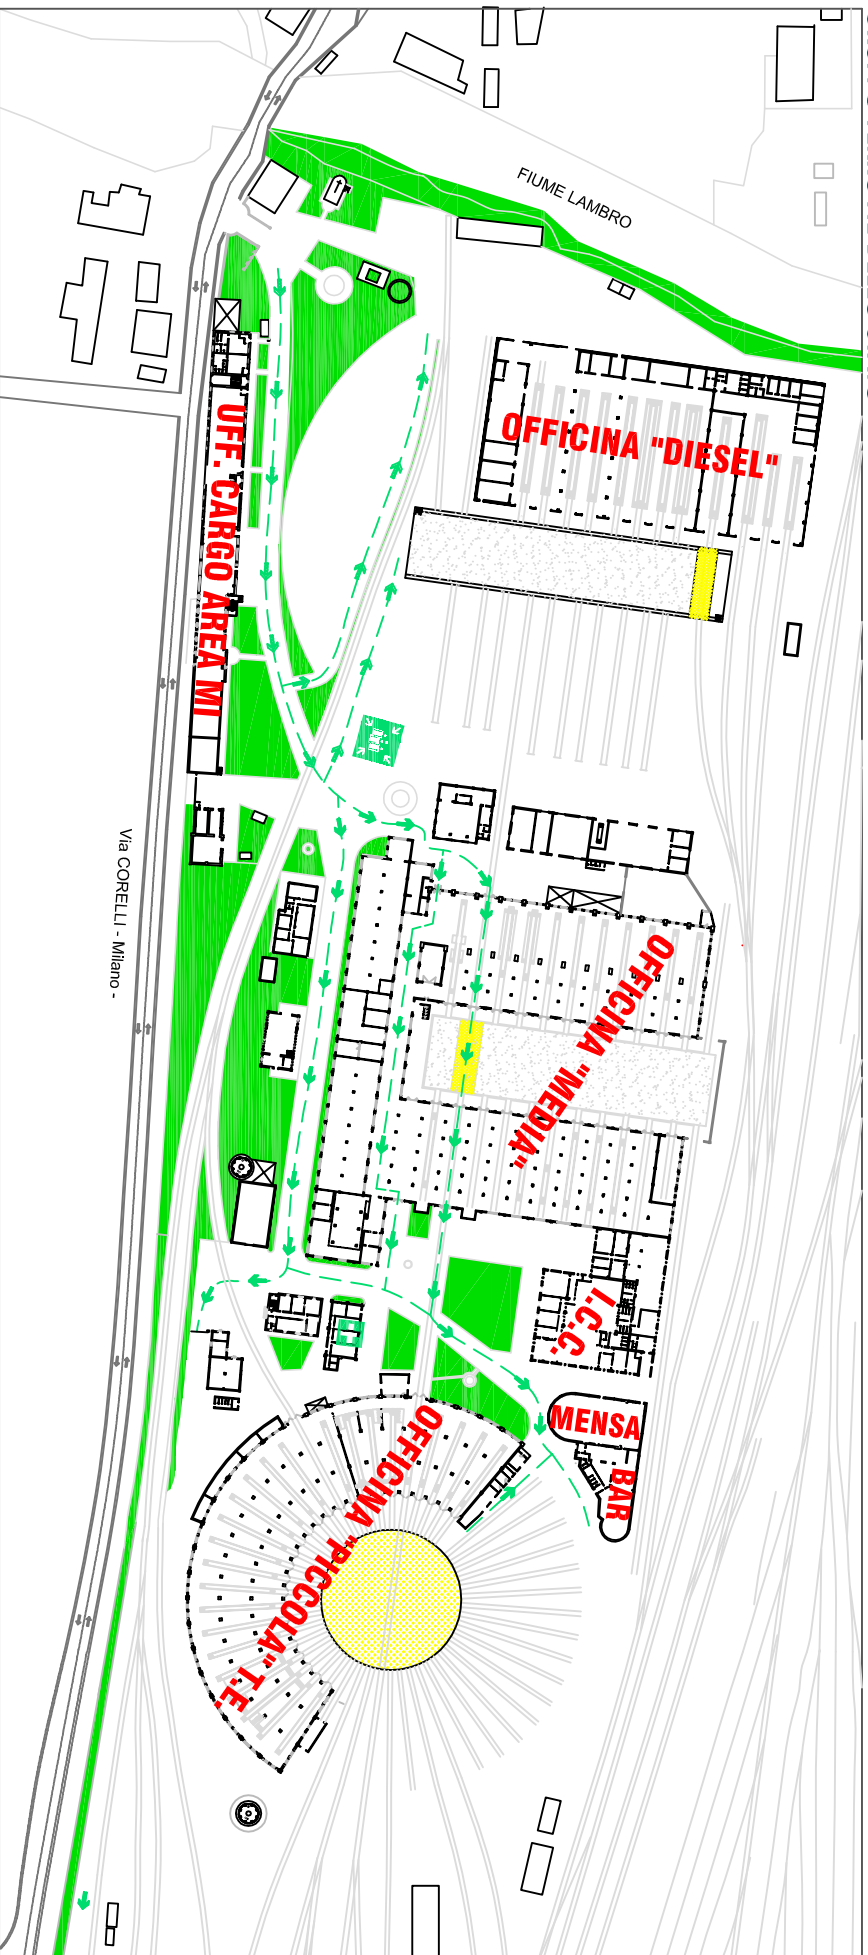 FIUME LAMBRO
OFFICINA "DIESEL"
UFF. CARGO AREA MI
Via CORELLI - Milano -
OFFICINA "MEDIA"
I.C.C.
MENSA
BAR
OFFICINA "PICCOLA" T.E.